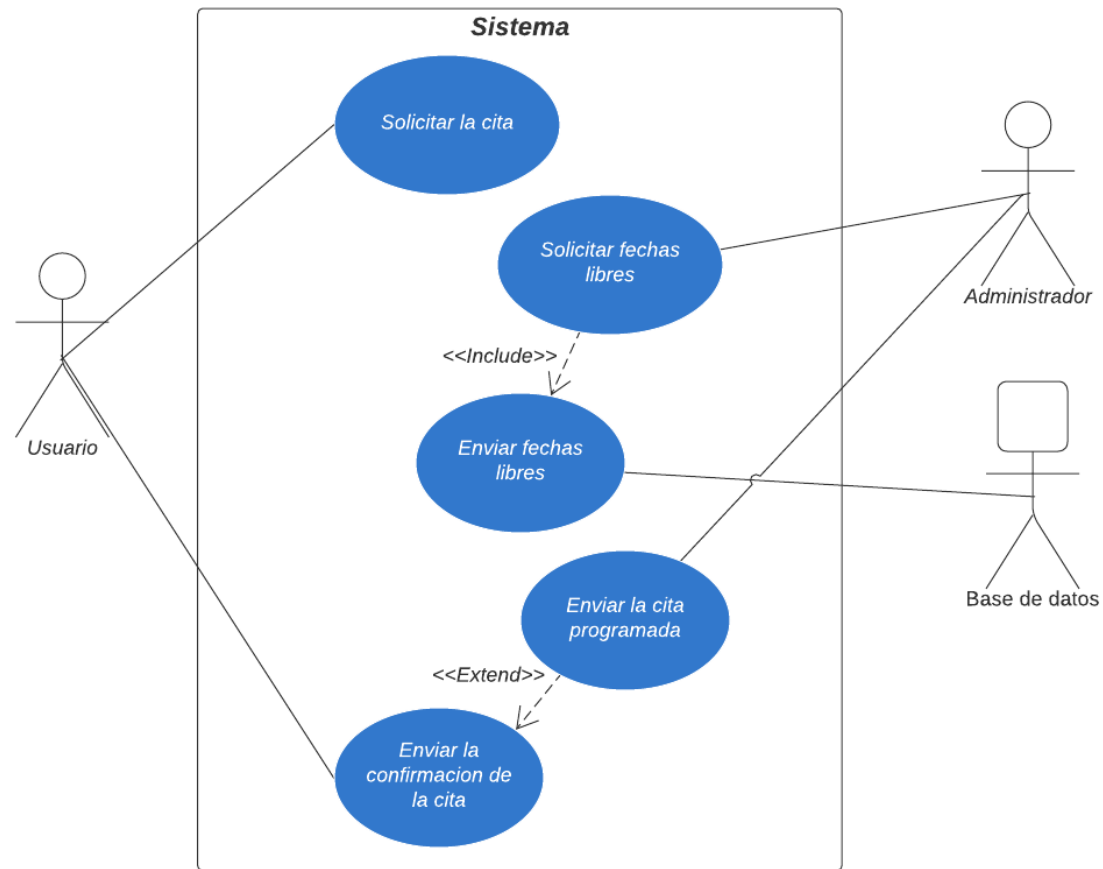 Sistema
Solicitar la cita
Solicitar fechas
libres
Administrador
<<Include>>
Enviar fechas
libres
Usuario
Base de datos
Enviar la cita
programada
<<Extend>>
Enviar la
confirmacion de
la cita